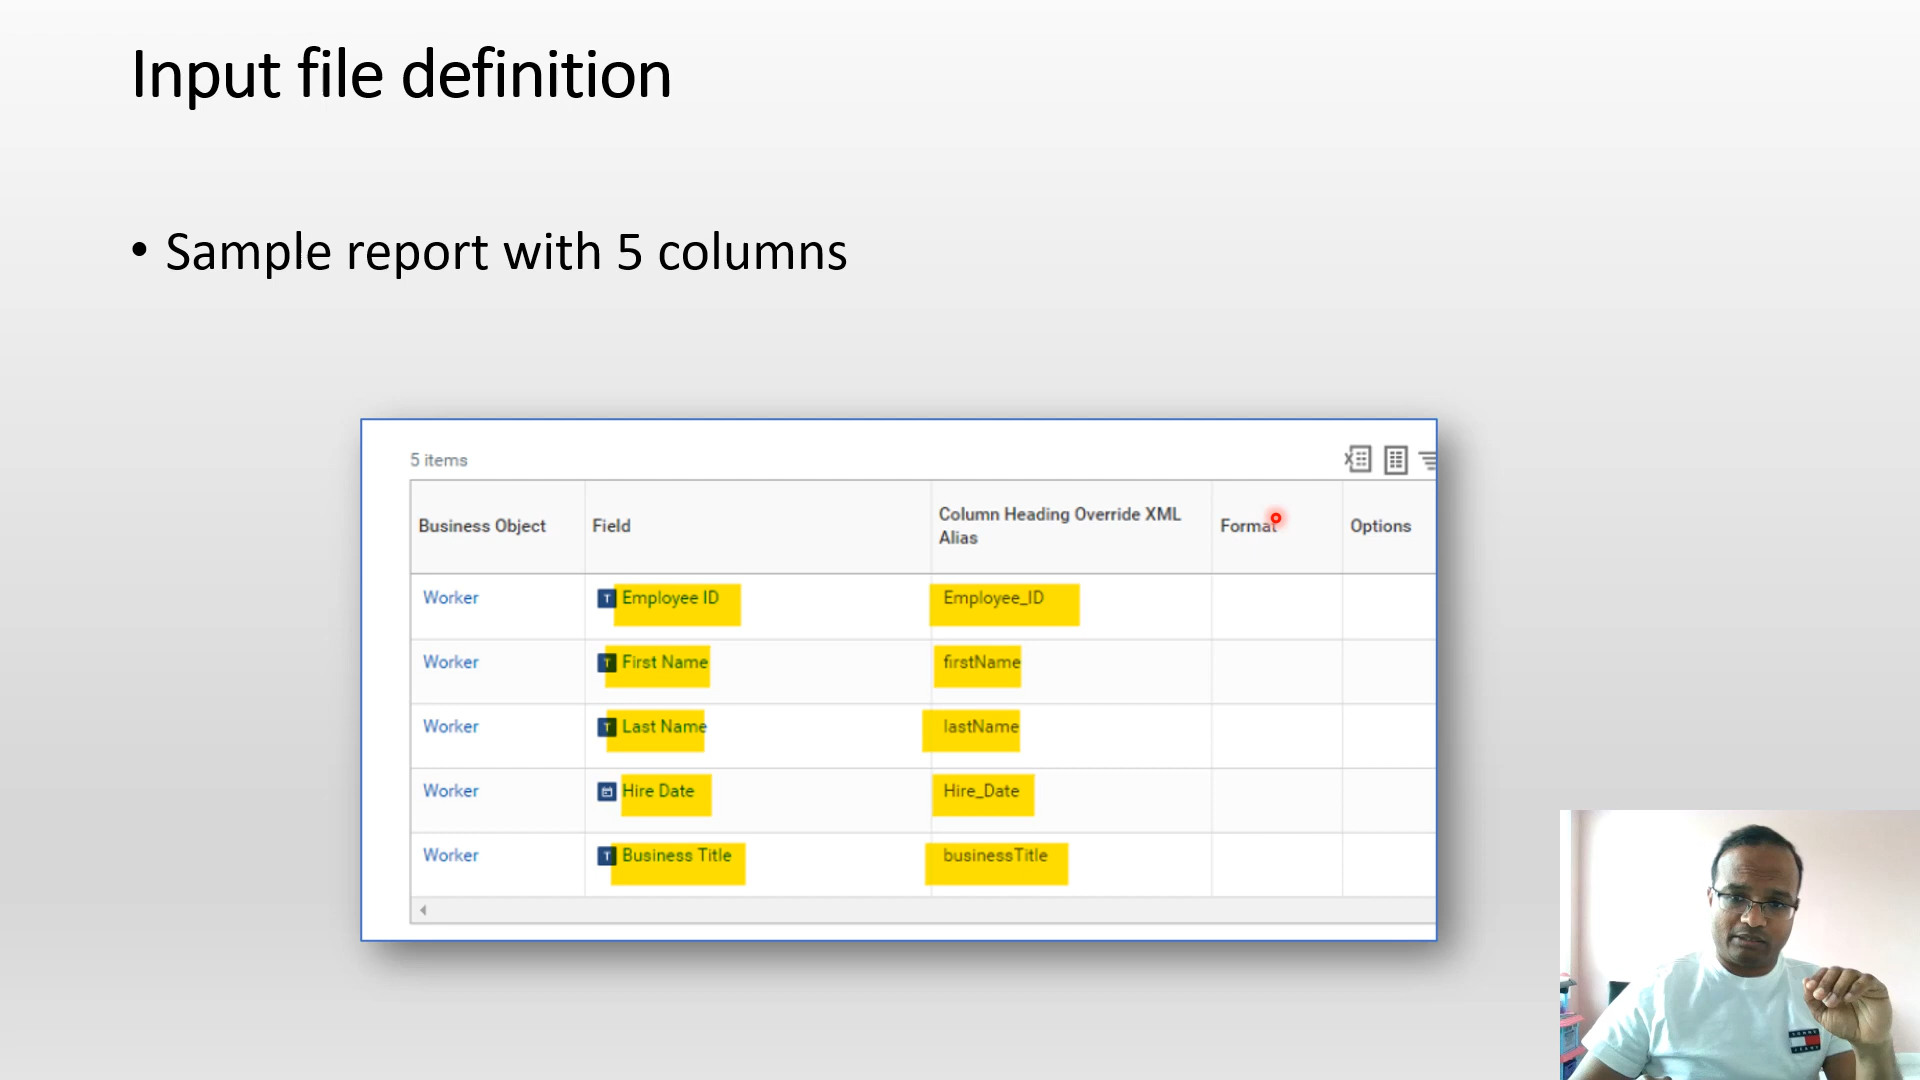 Input file definition
• Sample report with 5 columns
5 items
Business Object Field Column Heading Override XML Alias Format Options
Worker Employee ID Employee_ID
Worker First Name firstName
Worker Last Name lastName
Worker Hire Date Hire_Date
Worker Business Title businessTitle